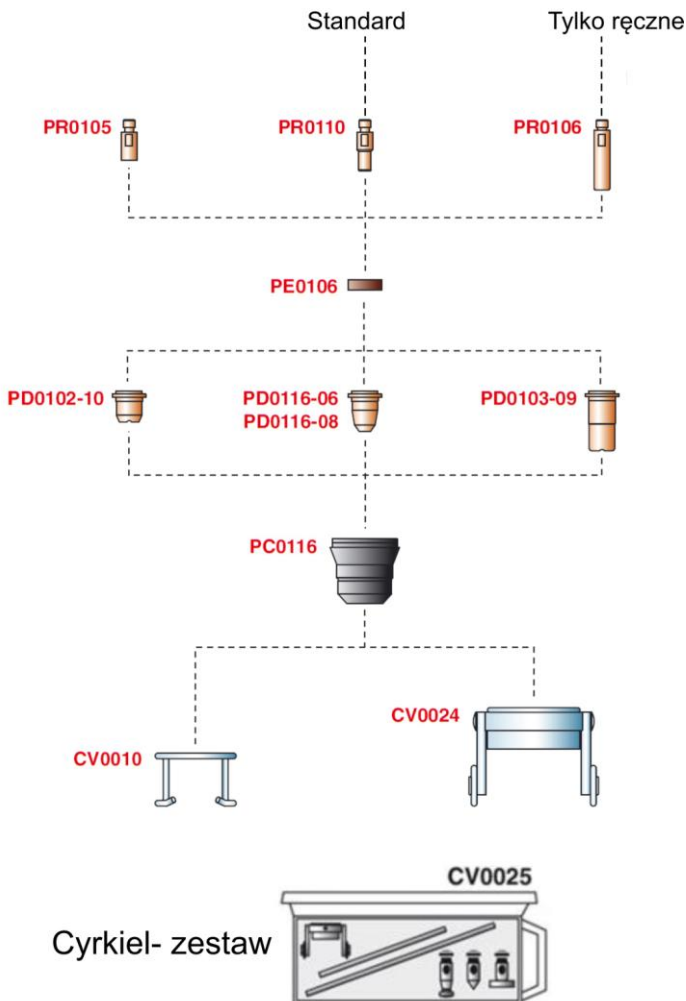 Standard
Tylko ręczne
PR0105
PR0110
PR0106
PE0106
PD0102-10
PD0116-06
PD0116-08
PD0103-09
PC0116
CV0024
CV0010
CV0025
Cyrkiel- zestaw